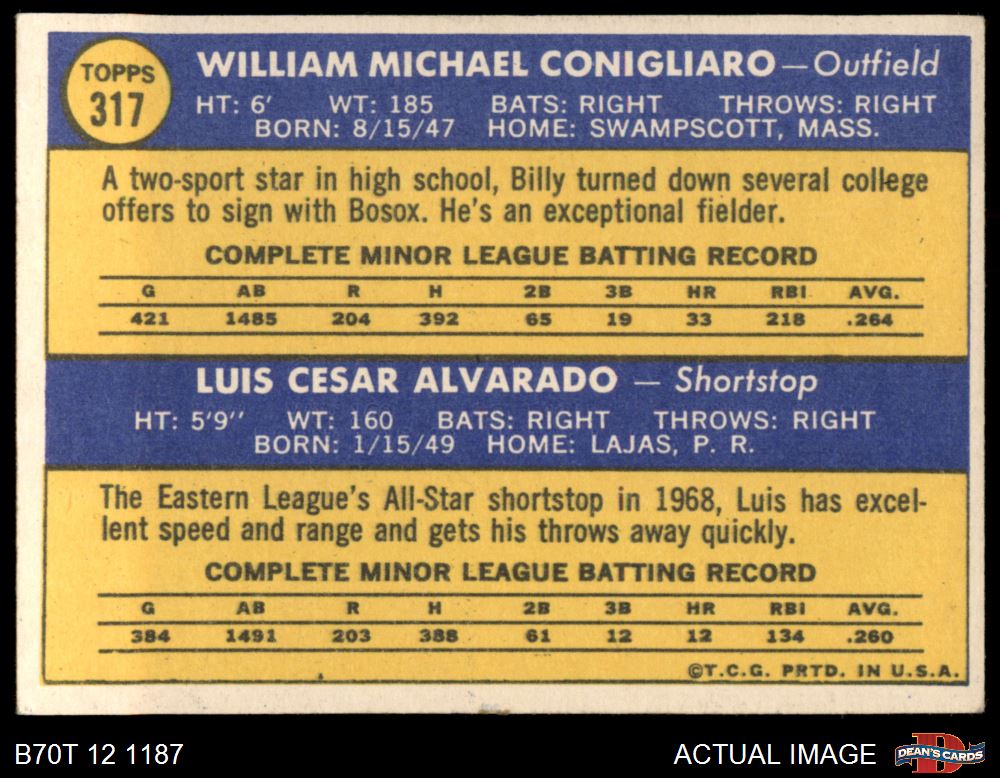 TOPPS
317
WILLIAM MICHAEL CONIGLIARO — Outfield
HT: 6' WT: 185 BATS: RIGHT THROWS: RIGHT
BORN: 8/15/47 HOME: SWAMPSCOTT, MASS.
A two-sport star in high school, Billy turned down several college
offers to sign with Bosox. He's an exceptional fielder.
COMPLETE MINOR LEAGUE BATTING RECORD
G AB R H 2B 3B HR RBI AVG.
421 1485 204 392 65 19 33 218 .264
LUIS CESAR ALVARADO — Shortstop
HT: 5'9'' WT: 160 BATS: RIGHT THROWS: RIGHT
BORN: 1/15/49 HOME: LAJAS, P. R.
The Eastern League's All-Star shortstop in 1968, Luis has excel-
lent speed and range and gets his throws away quickly.
COMPLETE MINOR LEAGUE BATTING RECORD
G AB R H 2B 3B HR RBI AVG.
384 1491 203 388 61 12 12 134 .260
©T.C.G. PRTD. IN U.S.A.
B70T 12 1187
ACTUAL IMAGE
DEAN'S CARDS